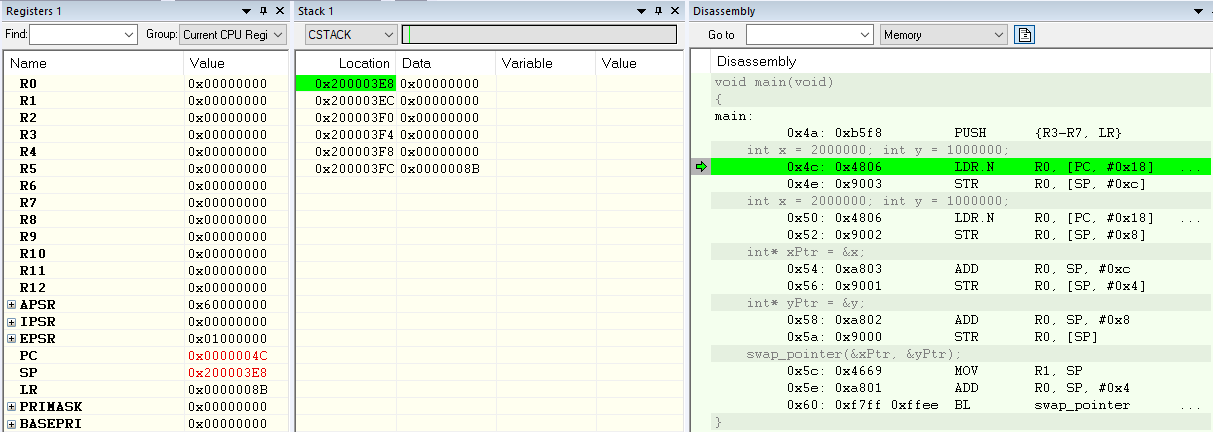 Registers 1
Find: Group: Current CPU Regi
Name Value
R0 0x00000000
R1 0x00000000
R2 0x00000000
R3 0x00000000
R4 0x00000000
R5 0x00000000
R6 0x00000000
R7 0x00000000
R8 0x00000000
R9 0x00000000
R10 0x00000000
R11 0x00000000
R12 0x00000000
APSR 0x60000000
IPSR 0x00000000
EPSR 0x01000000
PC 0x0000004C
SP 0x200003E8
LR 0x0000008B
PRIMASK 0x00000000
BASEPRI 0x00000000
Stack 1
CSTACK
Location Data Variable Value
0x200003E8 0x00000000
0x200003EC 0x00000000
0x200003F0 0x00000000
0x200003F4 0x00000000
0x200003F8 0x00000000
0x200003FC 0x0000008B
Disassembly
Go to Memory
Disassembly
void main(void)
{
main:
0x4a: 0xb5f8 PUSH {R3-R7, LR}
int x = 2000000; int y = 1000000;
0x4c: 0x4806 LDR.N R0, [PC, #0x18] ...
0x4e: 0x9003 STR R0, [SP, #0xc]
int x = 2000000; int y = 1000000;
0x50: 0x4806 LDR.N R0, [PC, #0x18] ...
0x52: 0x9002 STR R0, [SP, #0x8]
int* xPtr = &x;
0x54: 0xa803 ADD R0, SP, #0xc
0x56: 0x9001 STR R0, [SP, #0x4]
int* yPtr = &y;
0x58: 0xa802 ADD R0, SP, #0x8
0x5a: 0x9000 STR R0, [SP]
swap_pointer(&xPtr, &yPtr);
0x5c: 0x4669 MOV R1, SP
0x5e: 0xa801 ADD R0, SP, #0x4
0x60: 0xf7ff 0xffee BL swap_pointer ...
}